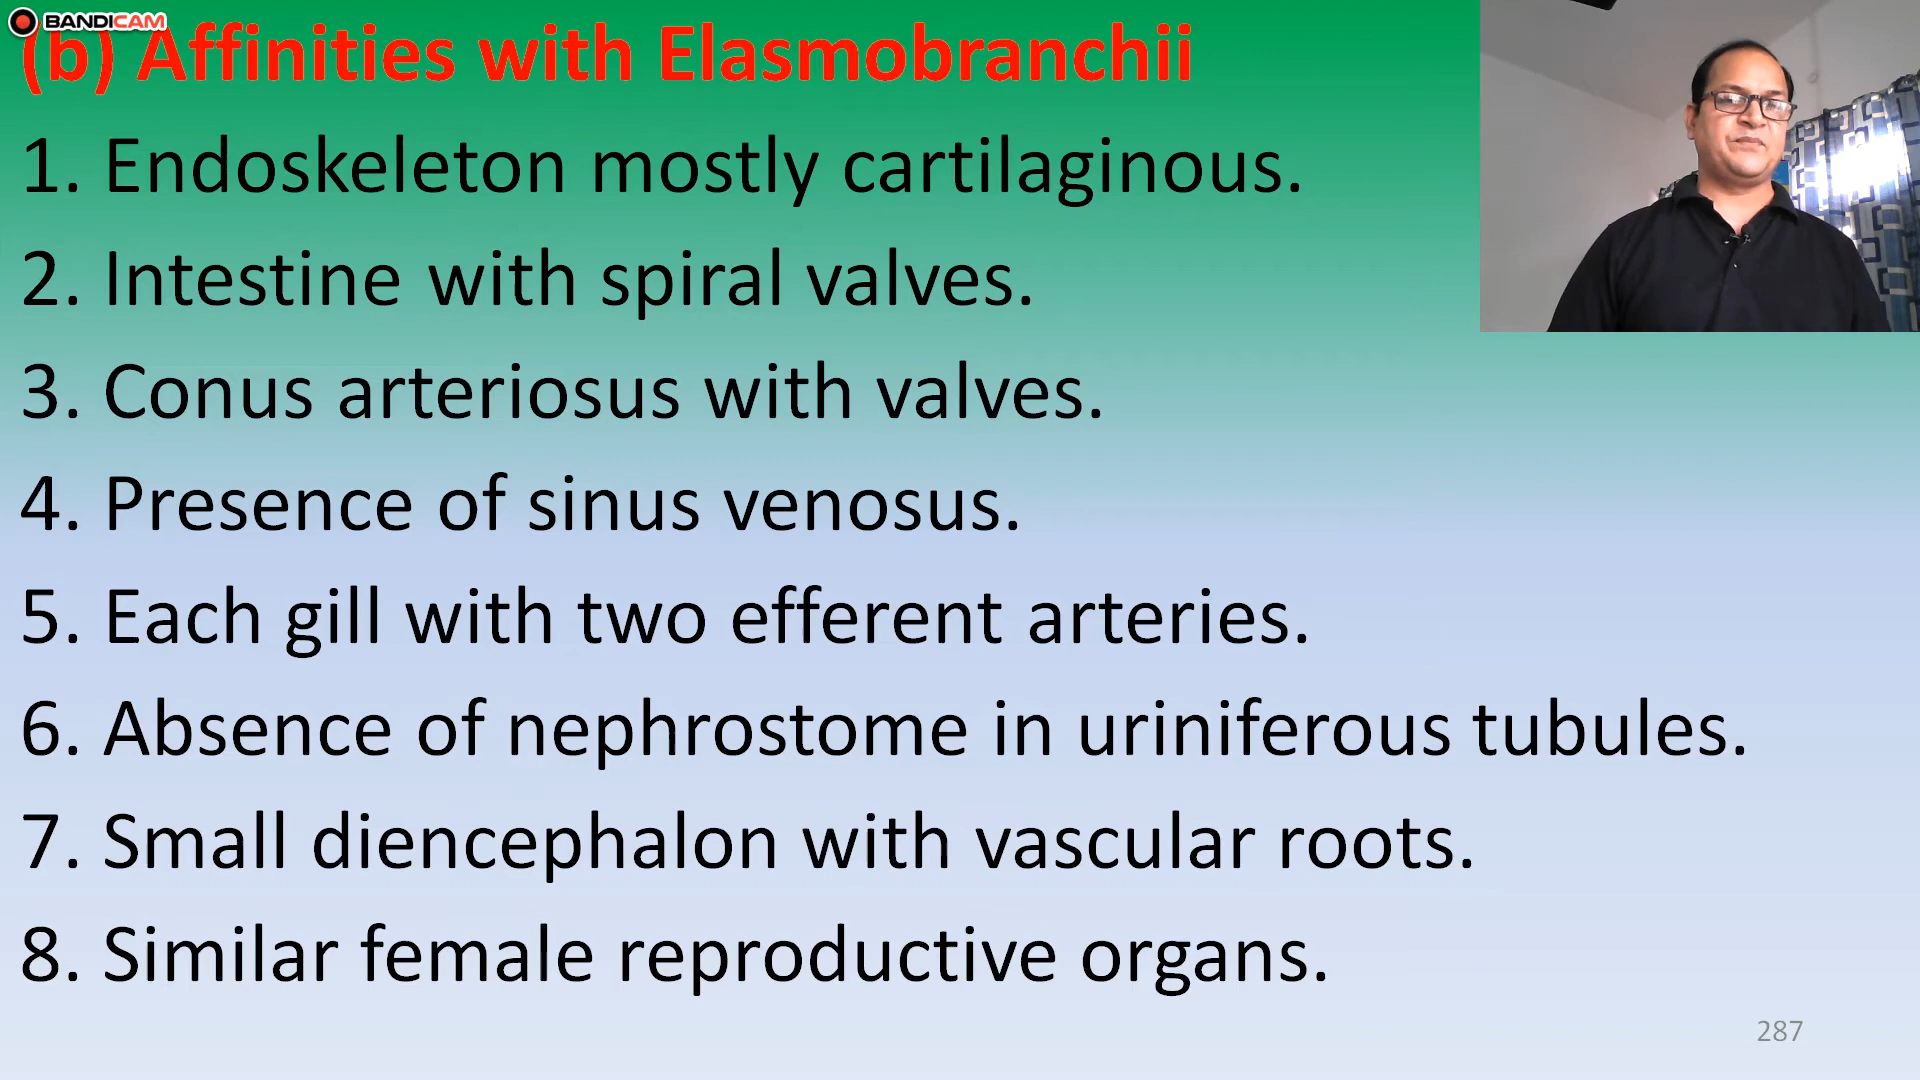 BANDICAM
(b) Affinities with Elasmobranchii
1. Endoskeleton mostly cartilaginous.
2. Intestine with spiral valves.
3. Conus arteriosus with valves.
4. Presence of sinus venosus.
5. Each gill with two efferent arteries.
6. Absence of nephrostome in uriniferous tubules.
7. Small diencephalon with vascular roots.
8. Similar female reproductive organs.
287